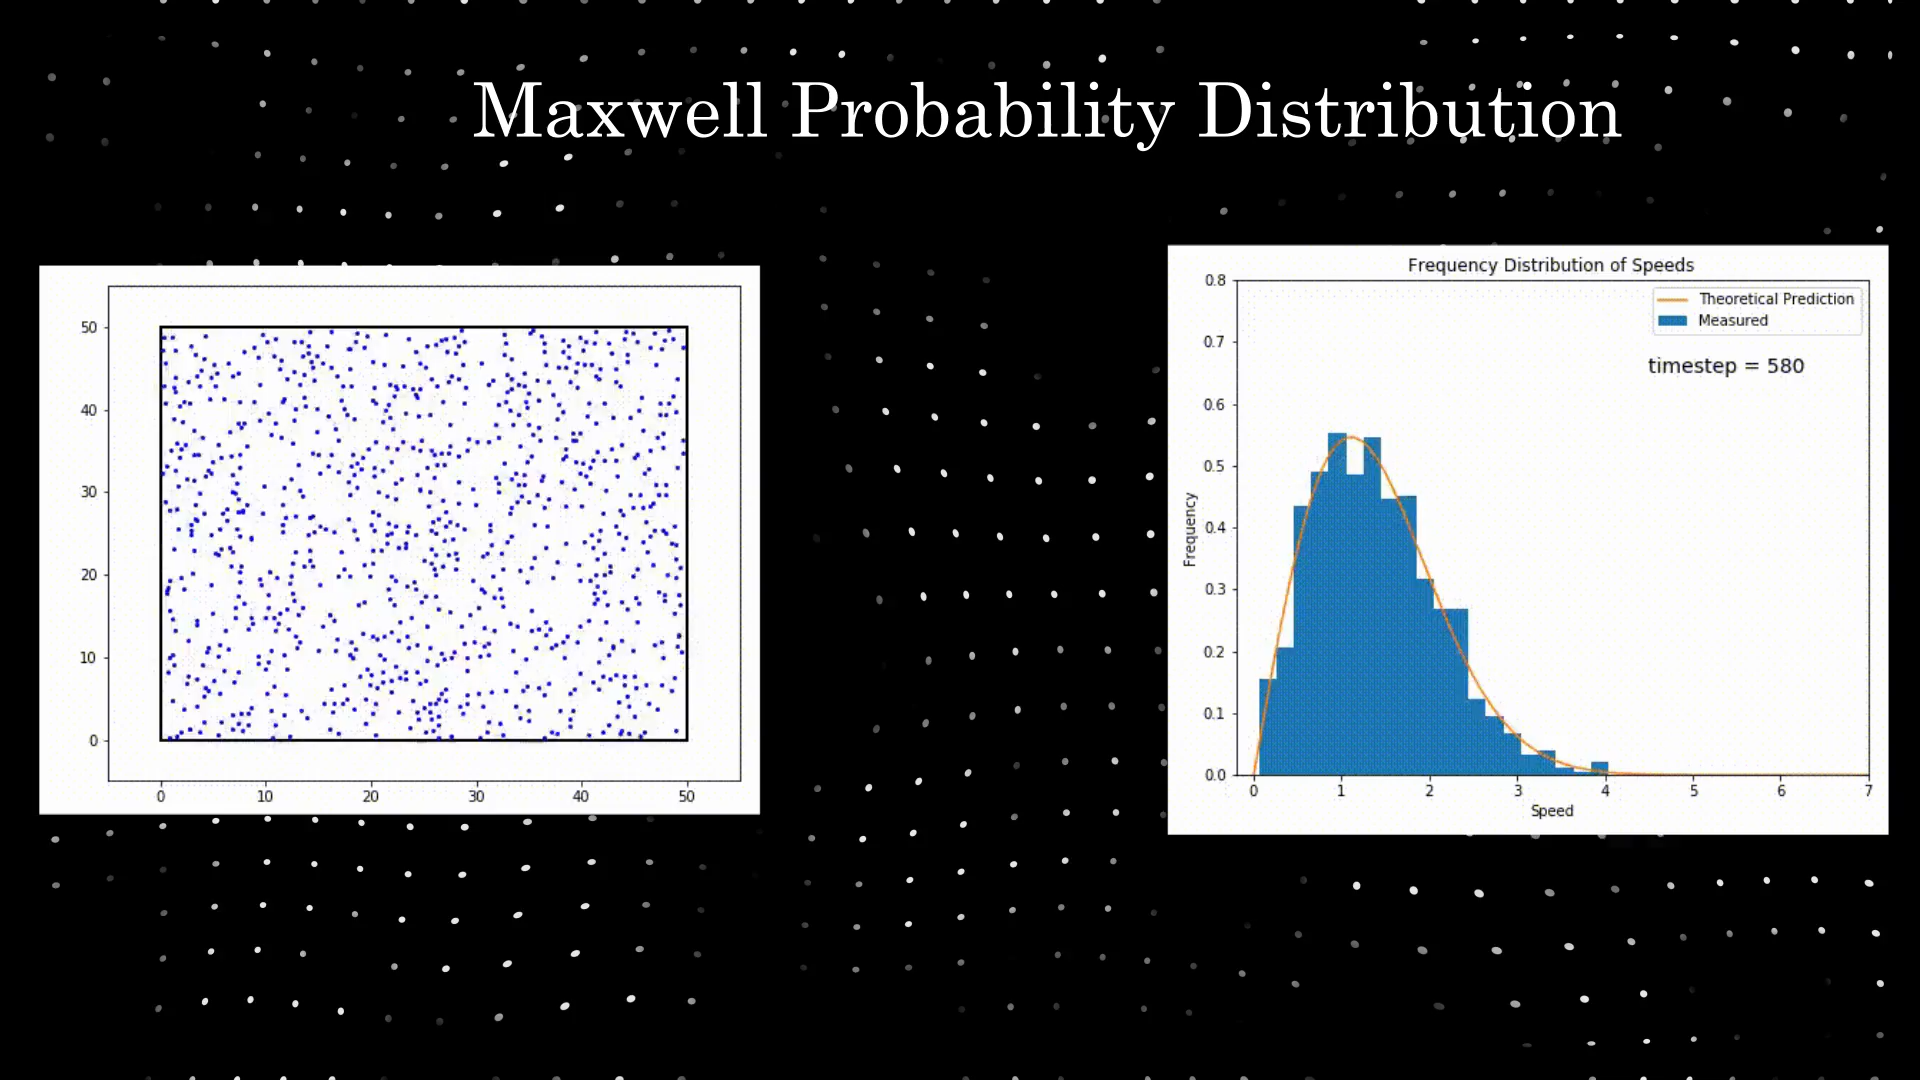 Maxwell Probability Distribution
50
40
30
20
10
0
0 10 20 30 40 50
Frequency Distribution of Speeds
Theoretical Prediction
Measured
timestep = 580
Frequency
0.8
0.7
0.6
0.5
0.4
0.3
0.2
0.1
0.0
0 1 2 3 4 5 6 7
Speed